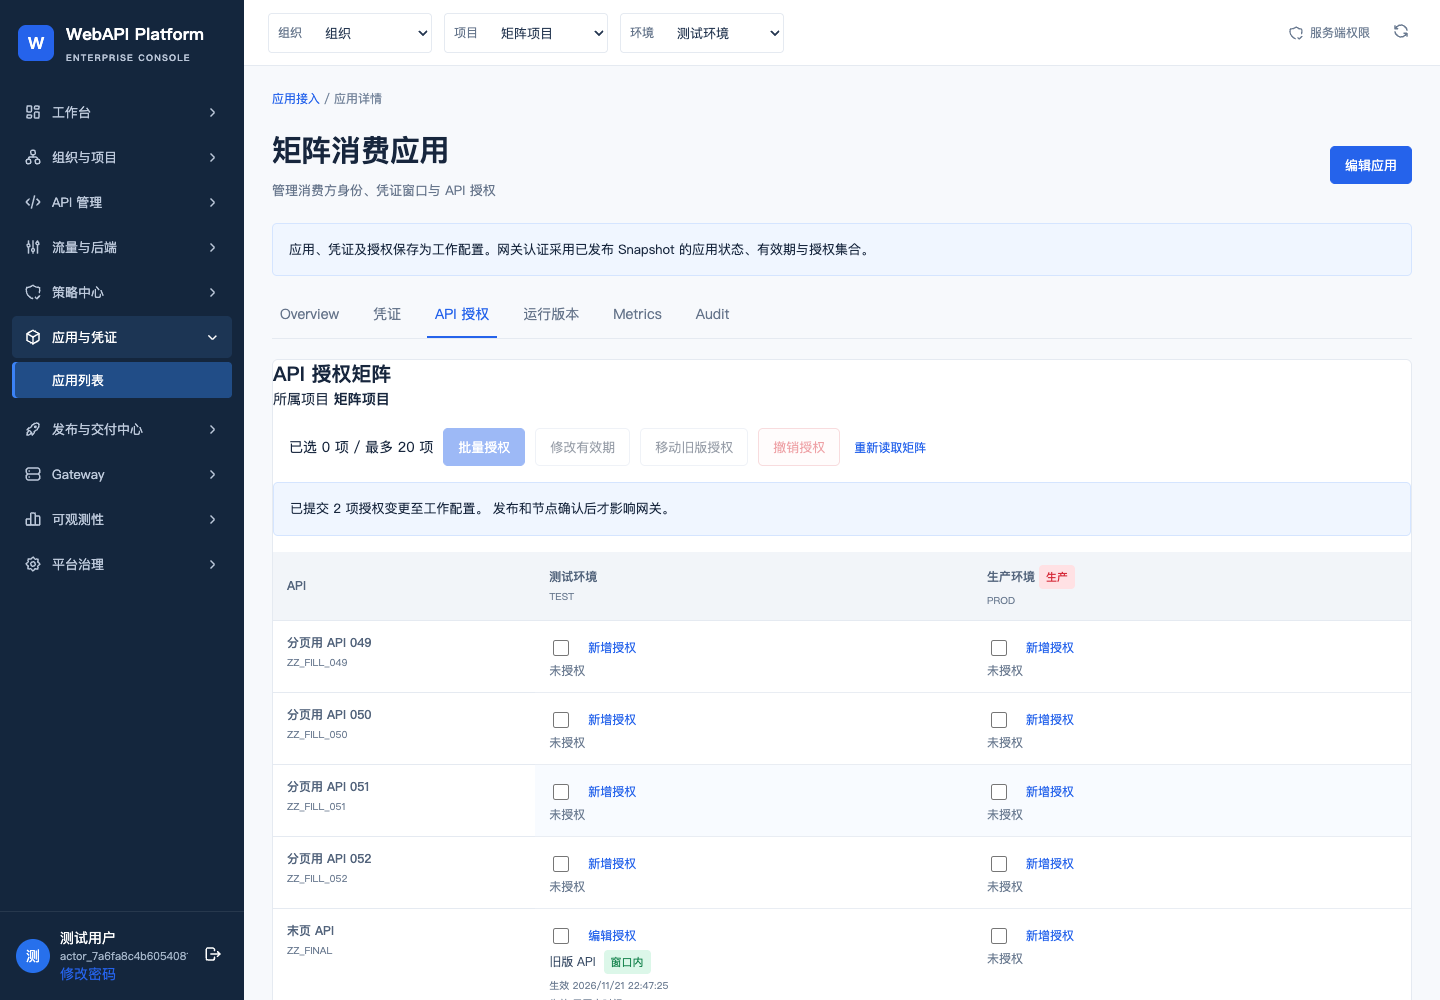 W
WebAPI Platform
ENTERPRISE CONSOLE
工作台
组织与项目
API 管理
流量与后端
策略中心
应用与凭证
应用列表
发布与交付中心
Gateway
可观测性
平台治理
测
测试用户
actor_7a6fa8c4b605408
修改密码
组织 组织
项目 矩阵项目
环境 测试环境
服务端权限
应用接入 / 应用详情
矩阵消费应用
管理消费方身份、凭证窗口与 API 授权
编辑应用
应用、凭证及授权保存为工作配置。网关认证采用已发布 Snapshot 的应用状态、有效期与授权集合。
Overview 凭证 API 授权 运行版本 Metrics Audit
API 授权矩阵
所属项目 矩阵项目
已选 0 项 / 最多 20 项 批量授权 修改有效期 移动旧版授权 撤销授权 重新读取矩阵
已提交 2 项授权变更至工作配置。 发布和节点确认后才影响网关。
API 测试环境 生产环境 生产
TEST PROD
分页用 API 049
ZZ_FILL_049
新增授权 新增授权
未授权 未授权
分页用 API 050
ZZ_FILL_050
新增授权 新增授权
未授权 未授权
分页用 API 051
ZZ_FILL_051
新增授权 新增授权
未授权 未授权
分页用 API 052
ZZ_FILL_052
新增授权 新增授权
未授权 未授权
末页 API
ZZ_FINAL
编辑授权 新增授权
旧版 API 窗口内 未授权
生效 2026/11/21 22:47:25